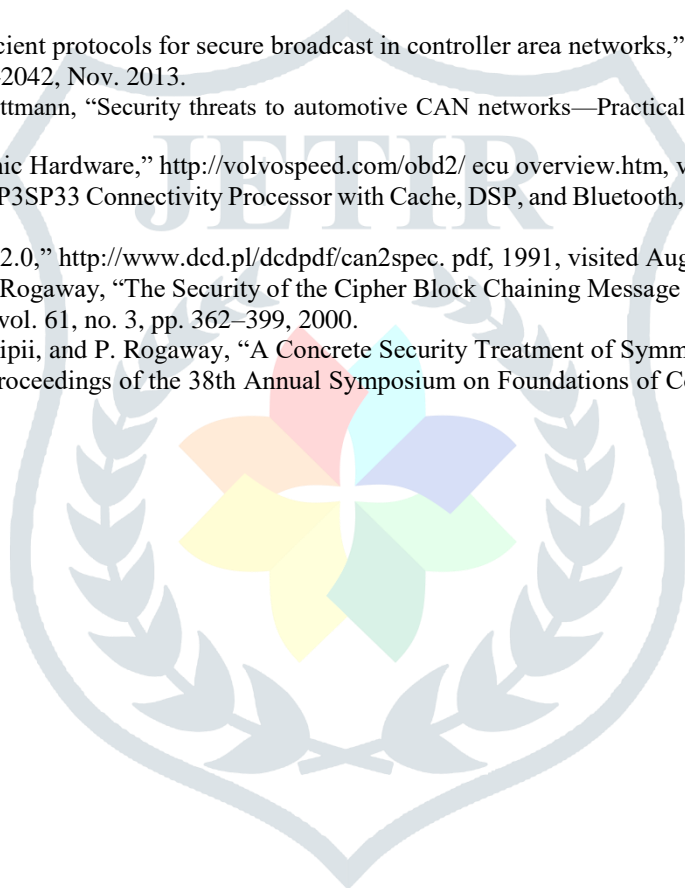 cient protocols for secure broadcast in controller area networks,”
2042, Nov. 2013.
ttmann, “Security threats to automotive CAN networks—Practical
nic Hardware,” http://volvospeed.com/obd2/ ecu overview.htm, v
P3SP33 Connectivity Processor with Cache, DSP, and Bluetooth,
2.0,” http://www.dcd.pl/dcdpdf/can2spec. pdf, 1991, visited Aug
Rogaway, “The Security of the Cipher Block Chaining Message
vol. 61, no. 3, pp. 362–399, 2000.
ipii, and P. Rogaway, “A Concrete Security Treatment of Symm
roceedings of the 38th Annual Symposium on Foundations of Co
JETIR